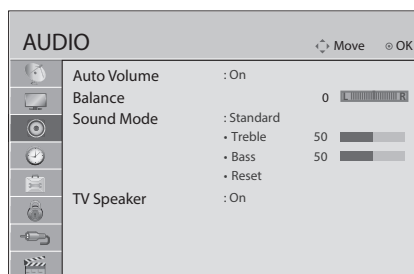 AUDIO Move OK
Auto Volume : On
Balance 0 L R
Sound Mode : Standard
• Treble 50
• Bass 50
• Reset
TV Speaker : On